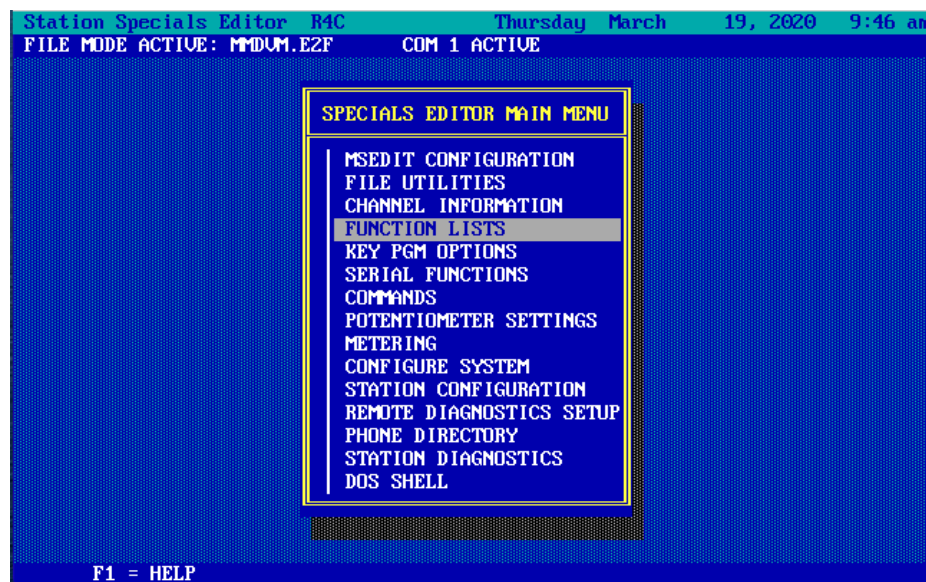 Station Specials Editor R4C Thursday March 19, 2020 9:46 am
FILE MODE ACTIVE: MMDVM.E2F COM 1 ACTIVE
SPECIALS EDITOR MAIN MENU
MSEDIT CONFIGURATION
FILE UTILITIES
CHANNEL INFORMATION
FUNCTION LISTS
KEY PGM OPTIONS
SERIAL FUNCTIONS
COMMANDS
POTENTIOMETER SETTINGS
METERING
CONFIGURE SYSTEM
STATION CONFIGURATION
REMOTE DIAGNOSTICS SETUP
PHONE DIRECTORY
STATION DIAGNOSTICS
DOS SHELL
F1 = HELP